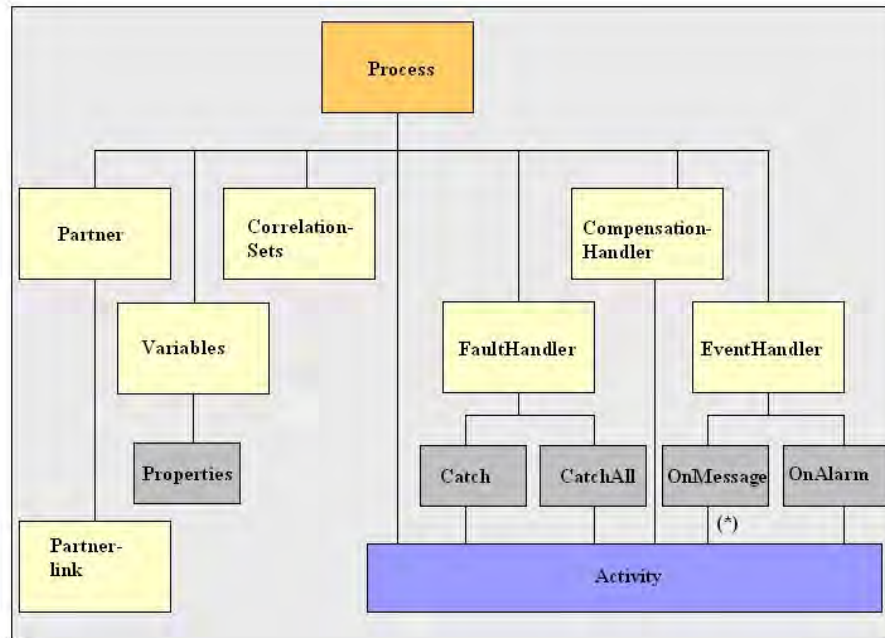 Process
Partner
Correlation-
Sets
Compensation-
Handler
Variables
FaultHandler
EventHandler
Properties
Catch
CatchAll
OnMessage
OnAlarm
(*)
Partner-
link
Activity